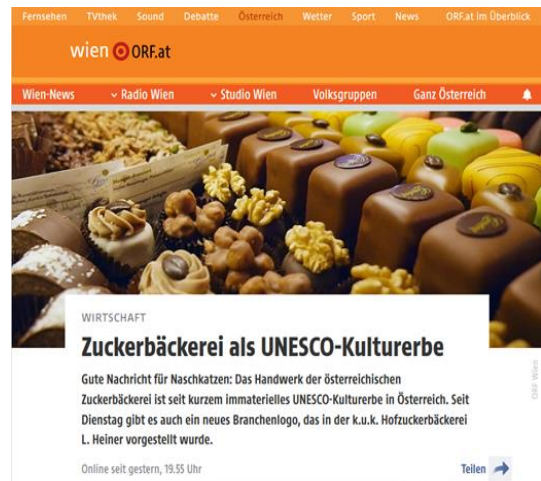 Fernsehen TVthek Sound Debatte Österreich Wetter Sport News ORF.at im Überblick
wien ORF.at
Wien-News Radio Wien Studio Wien Volksgruppen Ganz Österreich
WIRTSCHAFT
Zuckerbäckerei als UNESCO-Kulturerbe
Gute Nachricht für Naschkatzen: Das Handwerk der österreichischen
Zuckerbäckerei ist seit kurzem immaterielles UNESCO-Kulturerbe in Österreich. Seit
Dienstag gibt es auch ein neues Branchenlogo, das in der k.u.k. Hofzuckerbäckerei
L. Heiner vorgestellt wurde.
ORF Wien
Online seit gestern, 19.55 Uhr Teilen